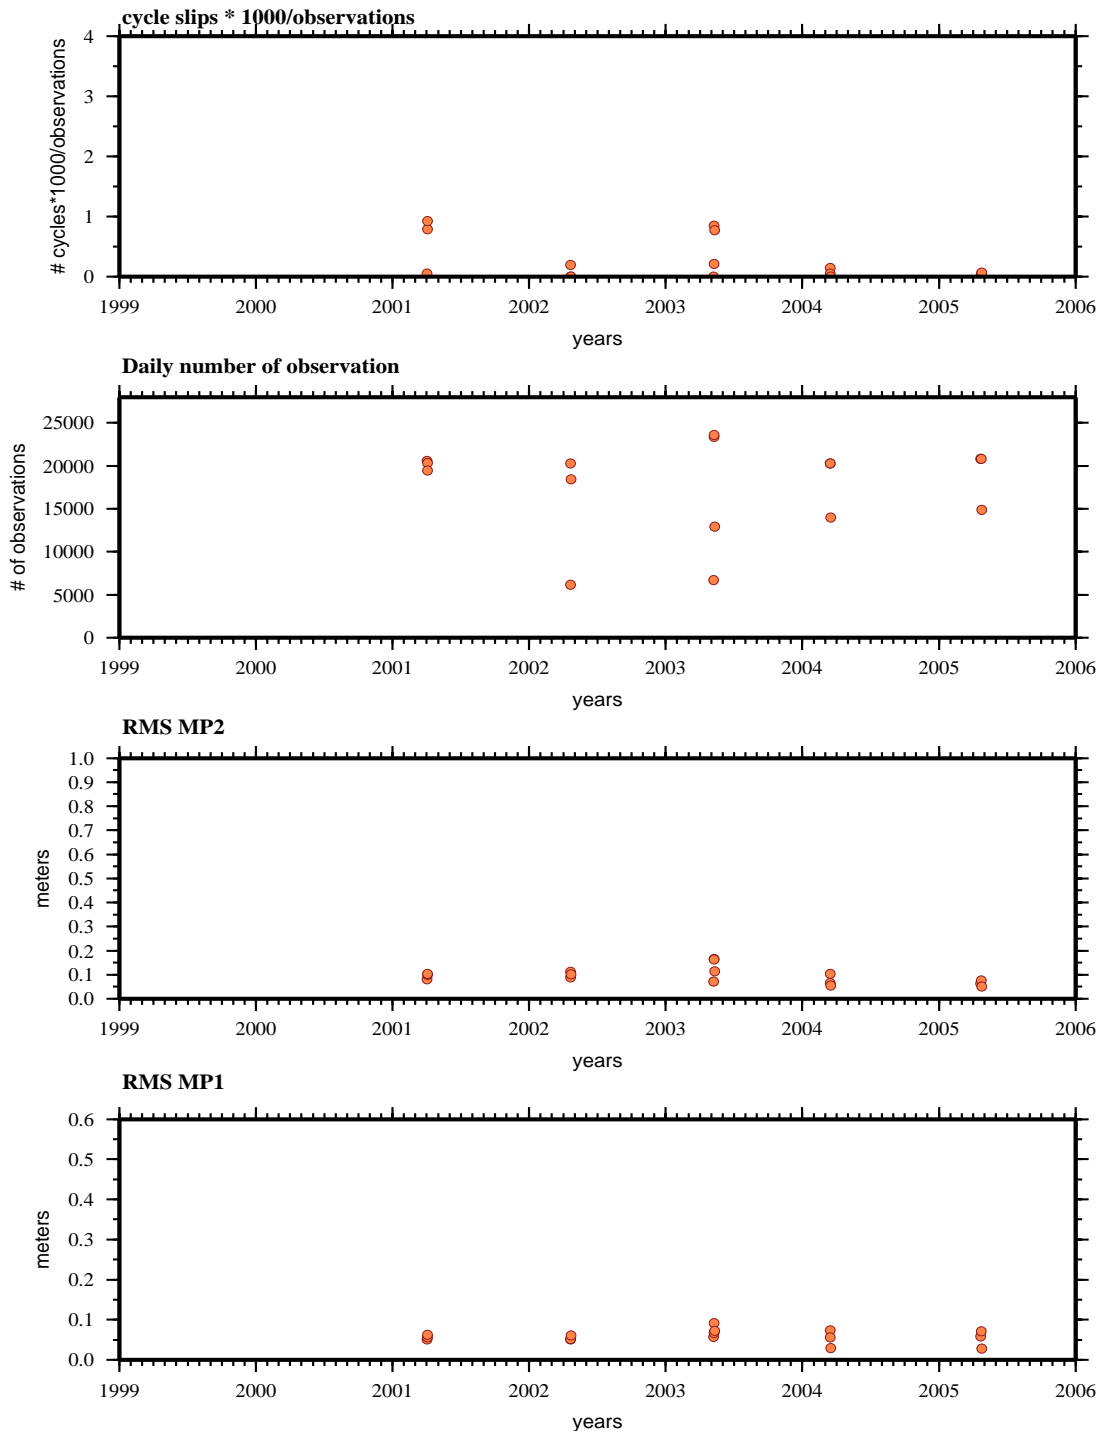 cycle slips * 1000/observations
4
3
2
1
0
# cycles*1000/observations
1999 2000 2001 2002 2003 2004 2005 2006
years
Daily number of observation
25000
20000
15000
10000
5000
0
# of observations
1999 2000 2001 2002 2003 2004 2005 2006
years
RMS MP2
1.0
0.9
0.8
0.7
0.6
0.5
0.4
0.3
0.2
0.1
0.0
meters
1999 2000 2001 2002 2003 2004 2005 2006
years
RMS MP1
0.6
0.5
0.4
0.3
0.2
0.1
0.0
meters
1999 2000 2001 2002 2003 2004 2005 2006
years